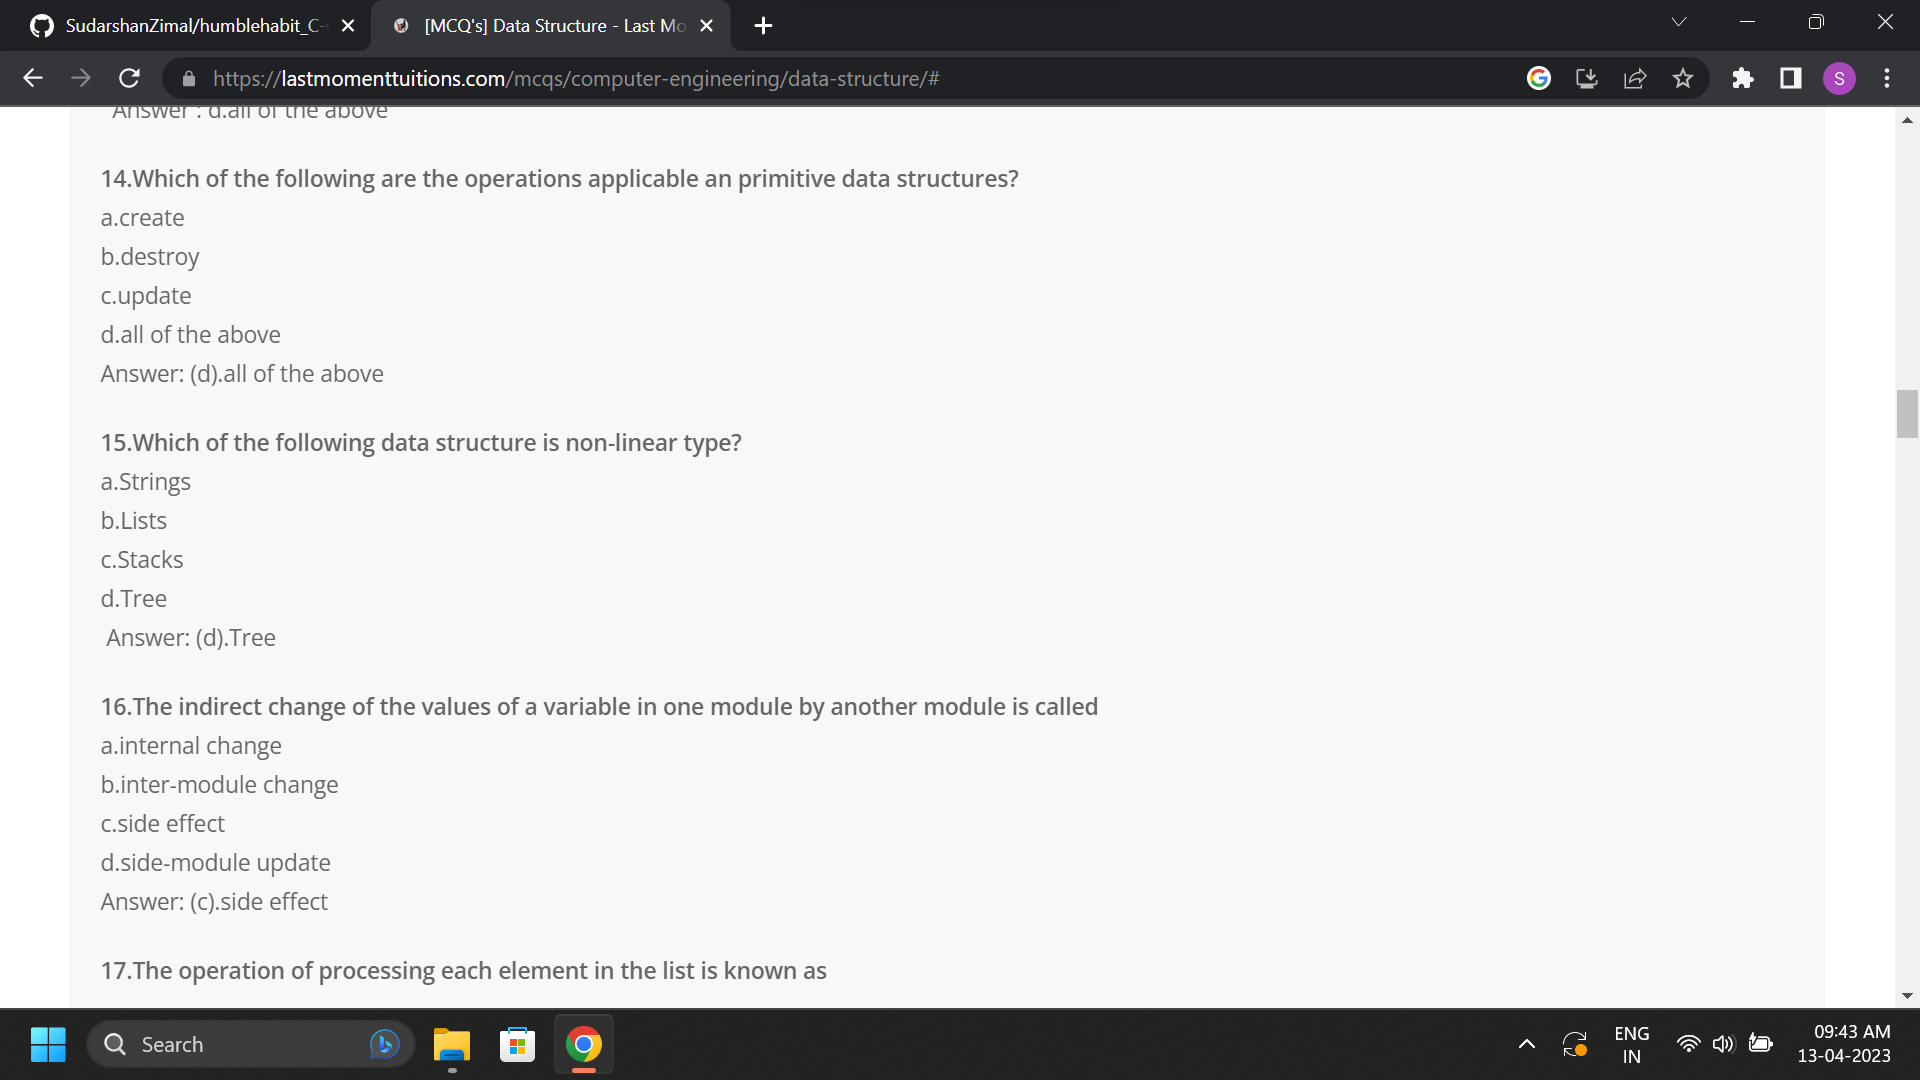 SudarshanZimal/humblehabit_C-
[MCQ's] Data Structure - Last Mo
https://lastmomenttuitions.com/mcqs/computer-engineering/data-structure/#
S
Answer : d.all of the above
14.Which of the following are the operations applicable an primitive data structures?
a.create
b.destroy
c.update
d.all of the above
Answer: (d).all of the above
15.Which of the following data structure is non-linear type?
a.Strings
b.Lists
c.Stacks
d.Tree
Answer: (d).Tree
16.The indirect change of the values of a variable in one module by another module is called
a.internal change
b.inter-module change
c.side effect
d.side-module update
Answer: (c).side effect
17.The operation of processing each element in the list is known as
Search
ENG
IN
09:43 AM
13-04-2023